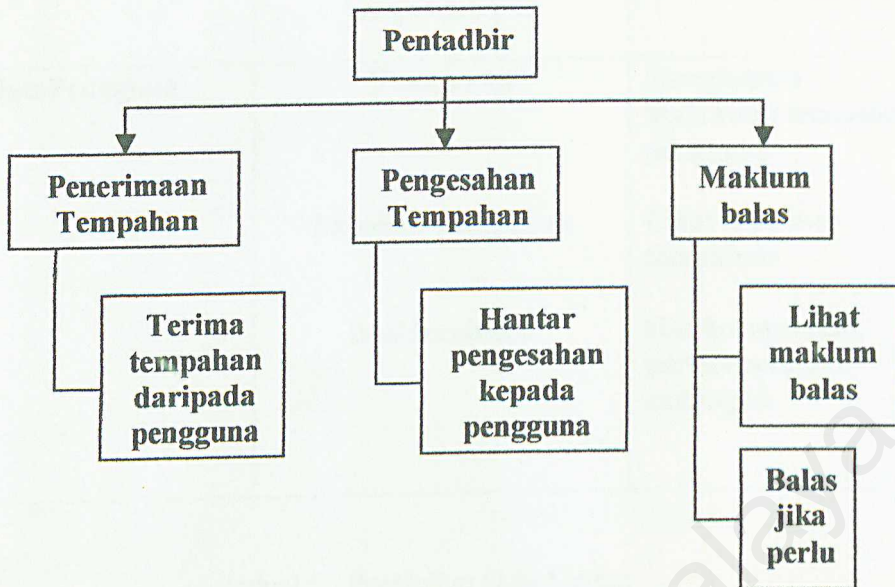 Pentadbir
Penerimaan
Tempahan
Pengesahan
Tempahan
Maklum
balas
Terima
tempahan
daripada
pengguna
Hantar
pengesahan
kepada
pengguna
Lihat
maklum
balas
Balas
jika
perlu